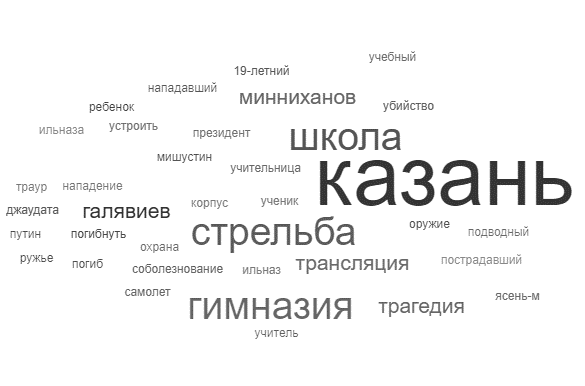 учебный
19-летний
нападавший
минниханов
ребенок
убийство
ильназа
устроить
президент
школа
мишустин
учительница
казань
траур
нападение
джаудата
галявиев
корпус
ученик
путин
погибнуть
охрана
стрельба
оружие
подводный
ружье
погиб
соболезнование
ильназ
трансляция
пострадавший
самолет
гимназия
трагедия
ясень-м
учитель